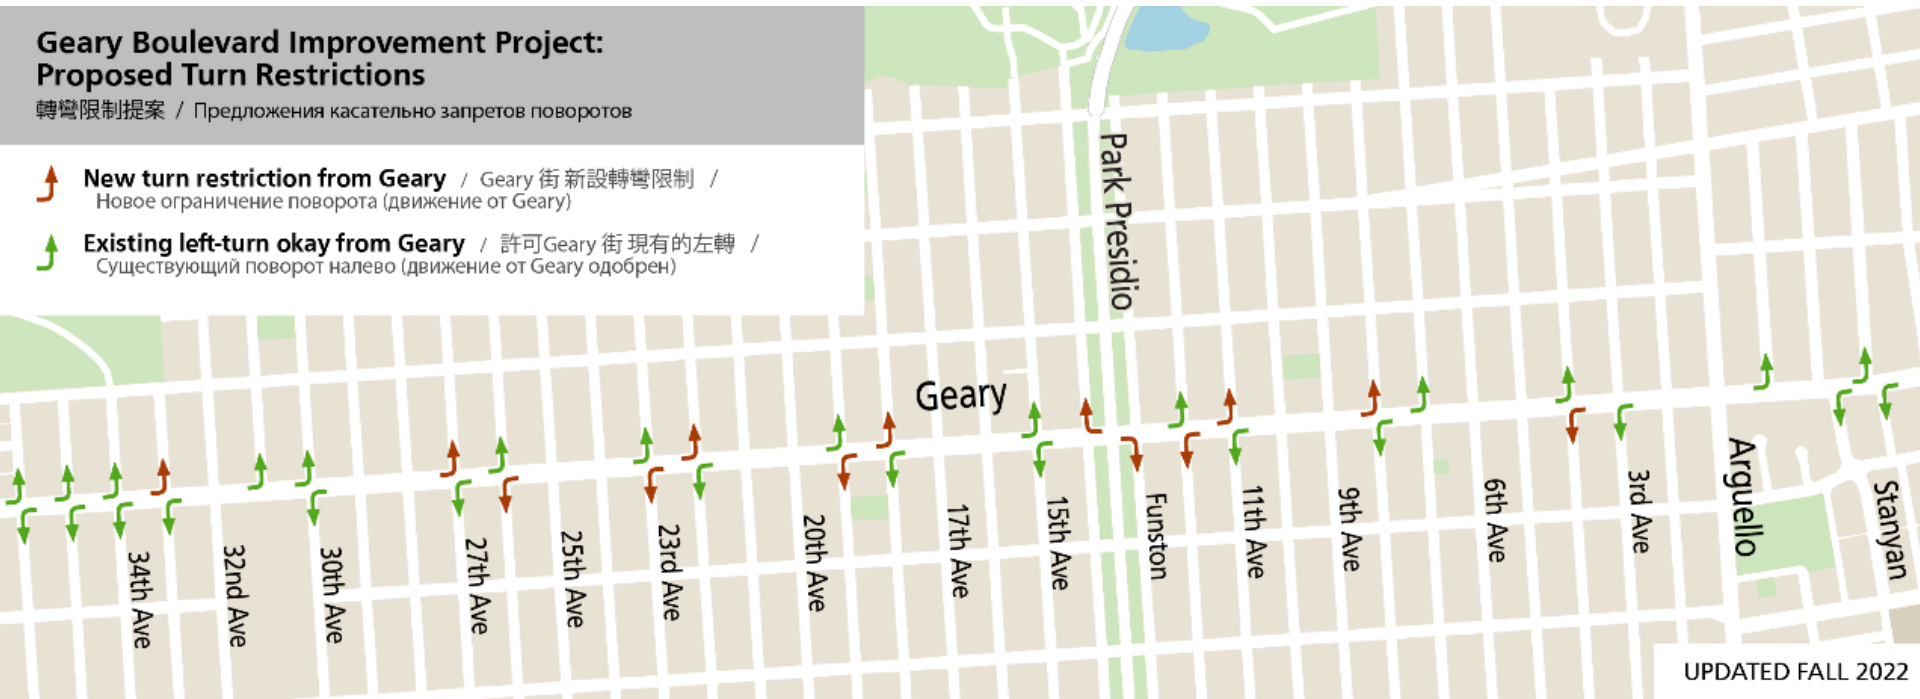 Geary Boulevard Improvement Project:
Proposed Turn Restrictions
轉彎限制提案 / Предложения касательно запретов поворотов
New turn restriction from Geary / Geary 街 新設轉彎限制 /
Новое ограничение поворота (движение от Geary)
Existing left-turn okay from Geary / 許可Geary 街 現有的左轉 /
Существующий поворот налево (движение от Geary одобрен)
Park Presidio
Geary
34th Ave
32nd Ave
30th Ave
27th Ave
25th Ave
23rd Ave
20th Ave
17th Ave
15th Ave
Funston
11th Ave
9th Ave
6th Ave
3rd Ave
Arguello
Stanyan
UPDATED FALL 2022